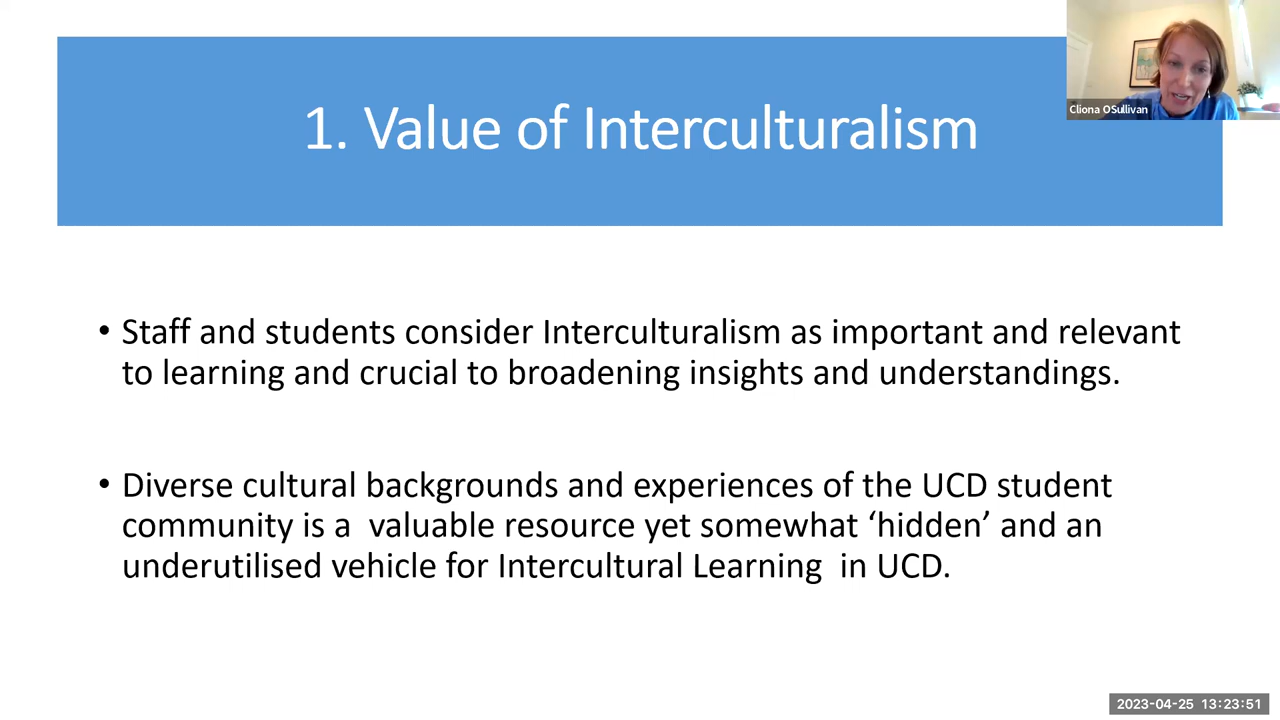 1. Value of Interculturalism
Cliona OSullivan
• Staff and students consider Interculturalism as important and relevant
to learning and crucial to broadening insights and understandings.
• Diverse cultural backgrounds and experiences of the UCD student
community is a  valuable resource yet somewhat ‘hidden’ and an
underutilised vehicle for Intercultural Learning  in UCD.
2023-04-25  13:23:51